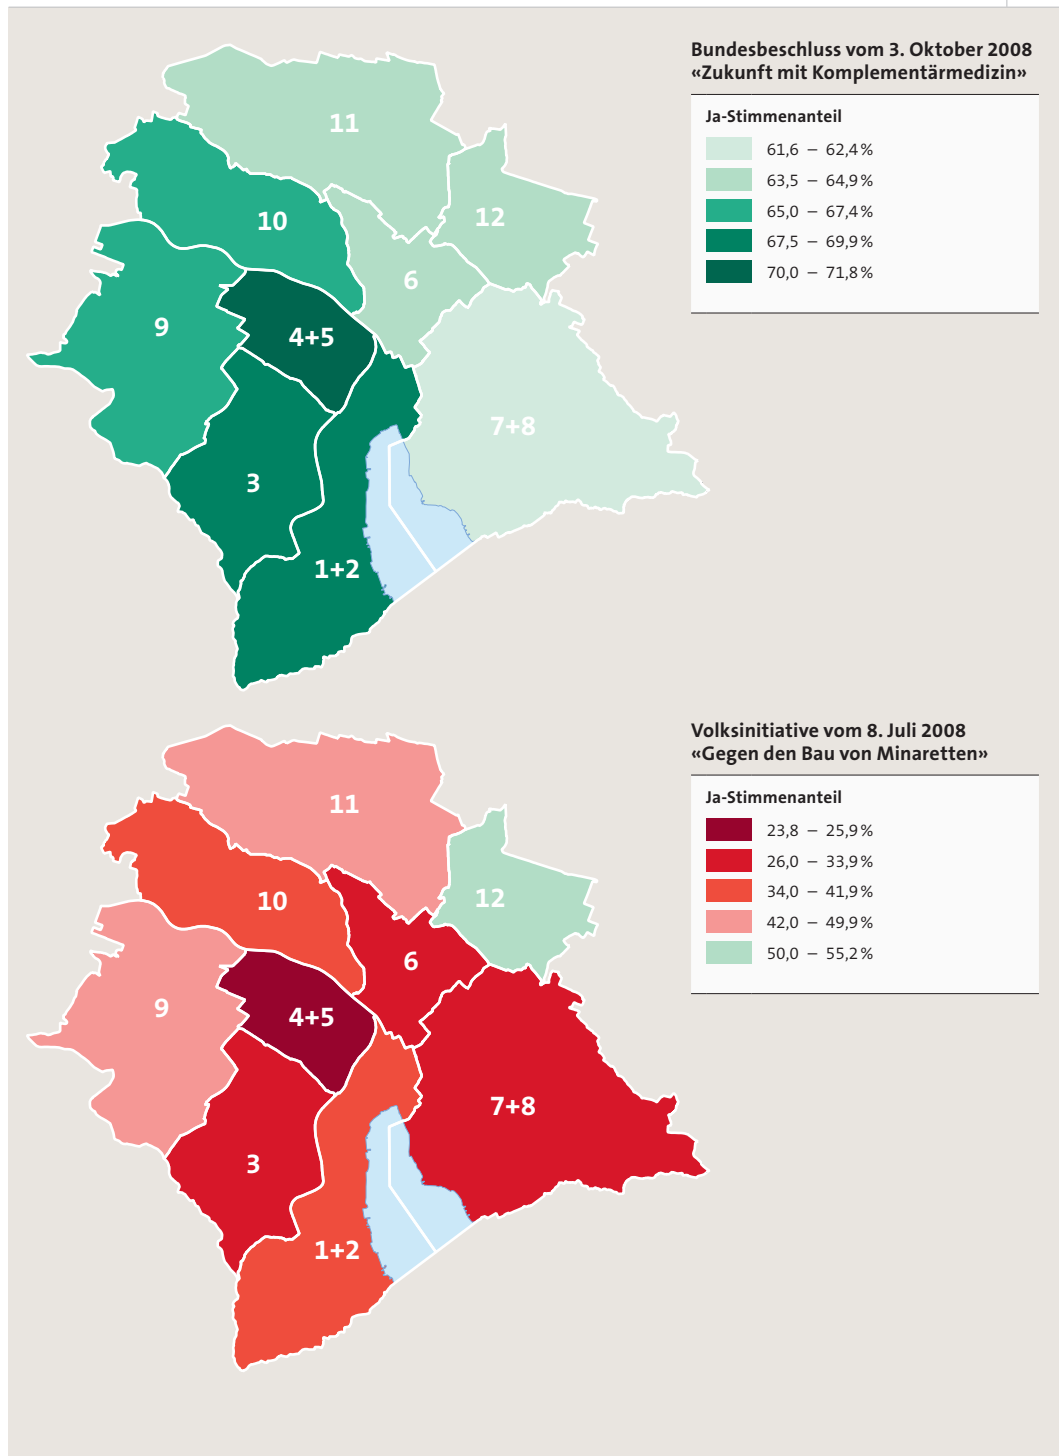 Bundesbeschluss vom 3. Oktober 2008
«Zukunft mit Komplementärmedizin»
Ja-Stimmenanteil
61,6 – 62,4 %
63,5 – 64,9 %
65,0 – 67,4 %
67,5 – 69,9 %
70,0 – 71,8 %
11
12
10
6
9
4+5
7+8
3
1+2
Volksinitiative vom 8. Juli 2008
«Gegen den Bau von Minaretten»
Ja-Stimmenanteil
23,8 – 25,9 %
26,0 – 33,9 %
34,0 – 41,9 %
42,0 – 49,9 %
50,0 – 55,2 %
11
12
10
6
9
4+5
7+8
3
1+2